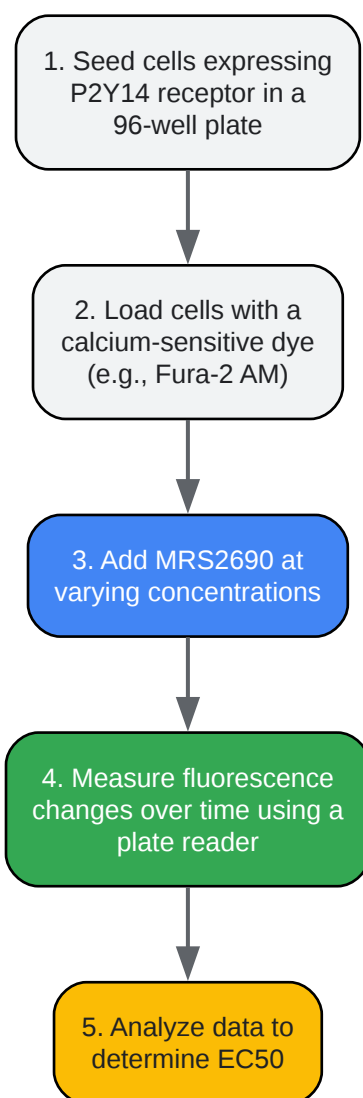 1. Seed cells expressing
P2Y14 receptor in a
96-well plate
2. Load cells with a
calcium-sensitive dye
(e.g., Fura-2 AM)
3. Add MRS2690 at
varying concentrations
4. Measure fluorescence
changes over time using a
plate reader
5. Analyze data to
determine EC50